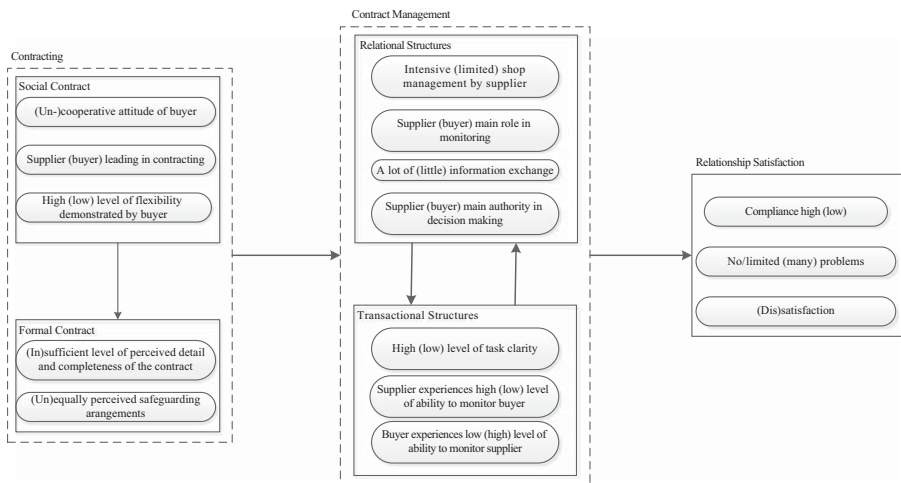 Contracting
Social Contract
(Un-)cooperative attitude of buyer
Supplier (buyer) leading in contracting
High (low) level of flexibility
demonstrated by buyer
Formal Contract
(In)sufficient level of perceived detail
and completeness of the contract
(Un)equally perceived safeguarding
arangements
Contract Management
Relational Structures
Intensive (limited) shop
management by supplier
Supplier (buyer) main role in
monitoring
A lot of (little) information exchange
Supplier (buyer) main authority in
decision making
Transactional Structures
High (low) level of task clarity
Supplier experiences high (low) level
of ability to monitor buyer
Buyer experiences low (high) level of
ability to monitor supplier
Relationship Satisfaction
Compliance high (low)
No/limited (many) problems
(Dis)satisfaction